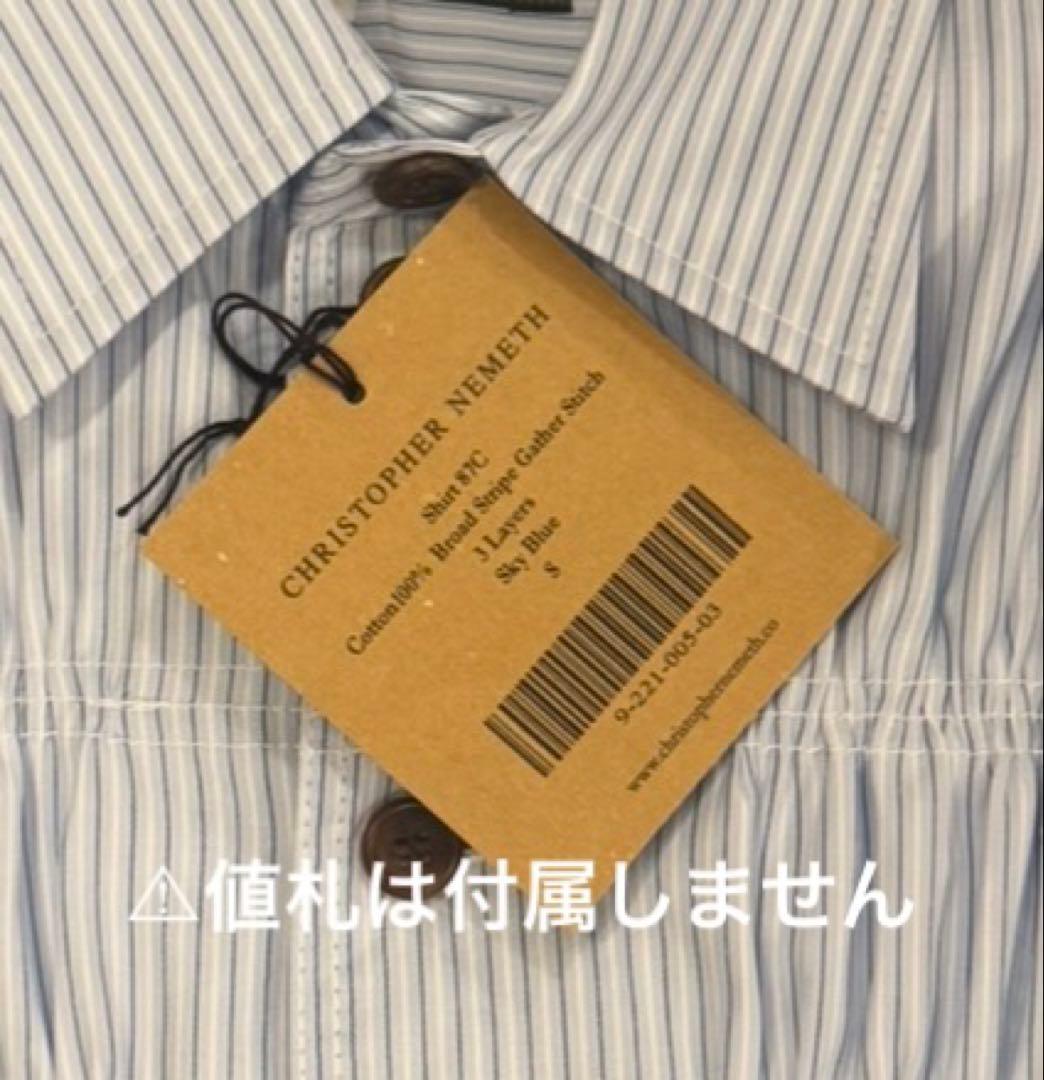 CHRISTOPHER NEMETH
Shirt 87C
Cotton100% Broad Stripe Gather Stitch
3 Layers
Sky Blue
S
9-221-005-03
www.christophernemeth.co
⚠値札は付属しません